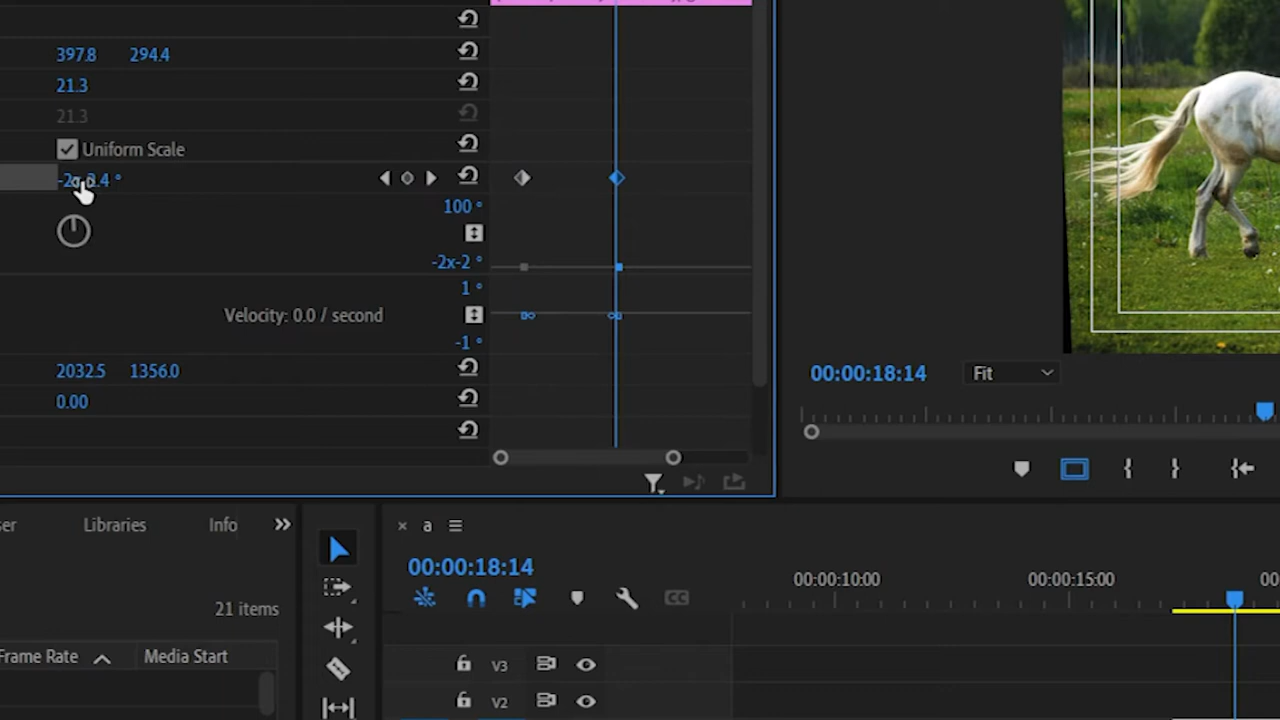 397.8 294.4
21.3
21.3
Uniform Scale
100 °
-2x-2 °
1 °
Velocity: 0.0 / second
-1 °
2032.5 1356.0
0.00
00:00:18:14 Fit
Libraries Info
a
00:00:18:14
00:00:10:00 00:00:15:00
CC
21 items
Frame Rate Media Start
V3
V2